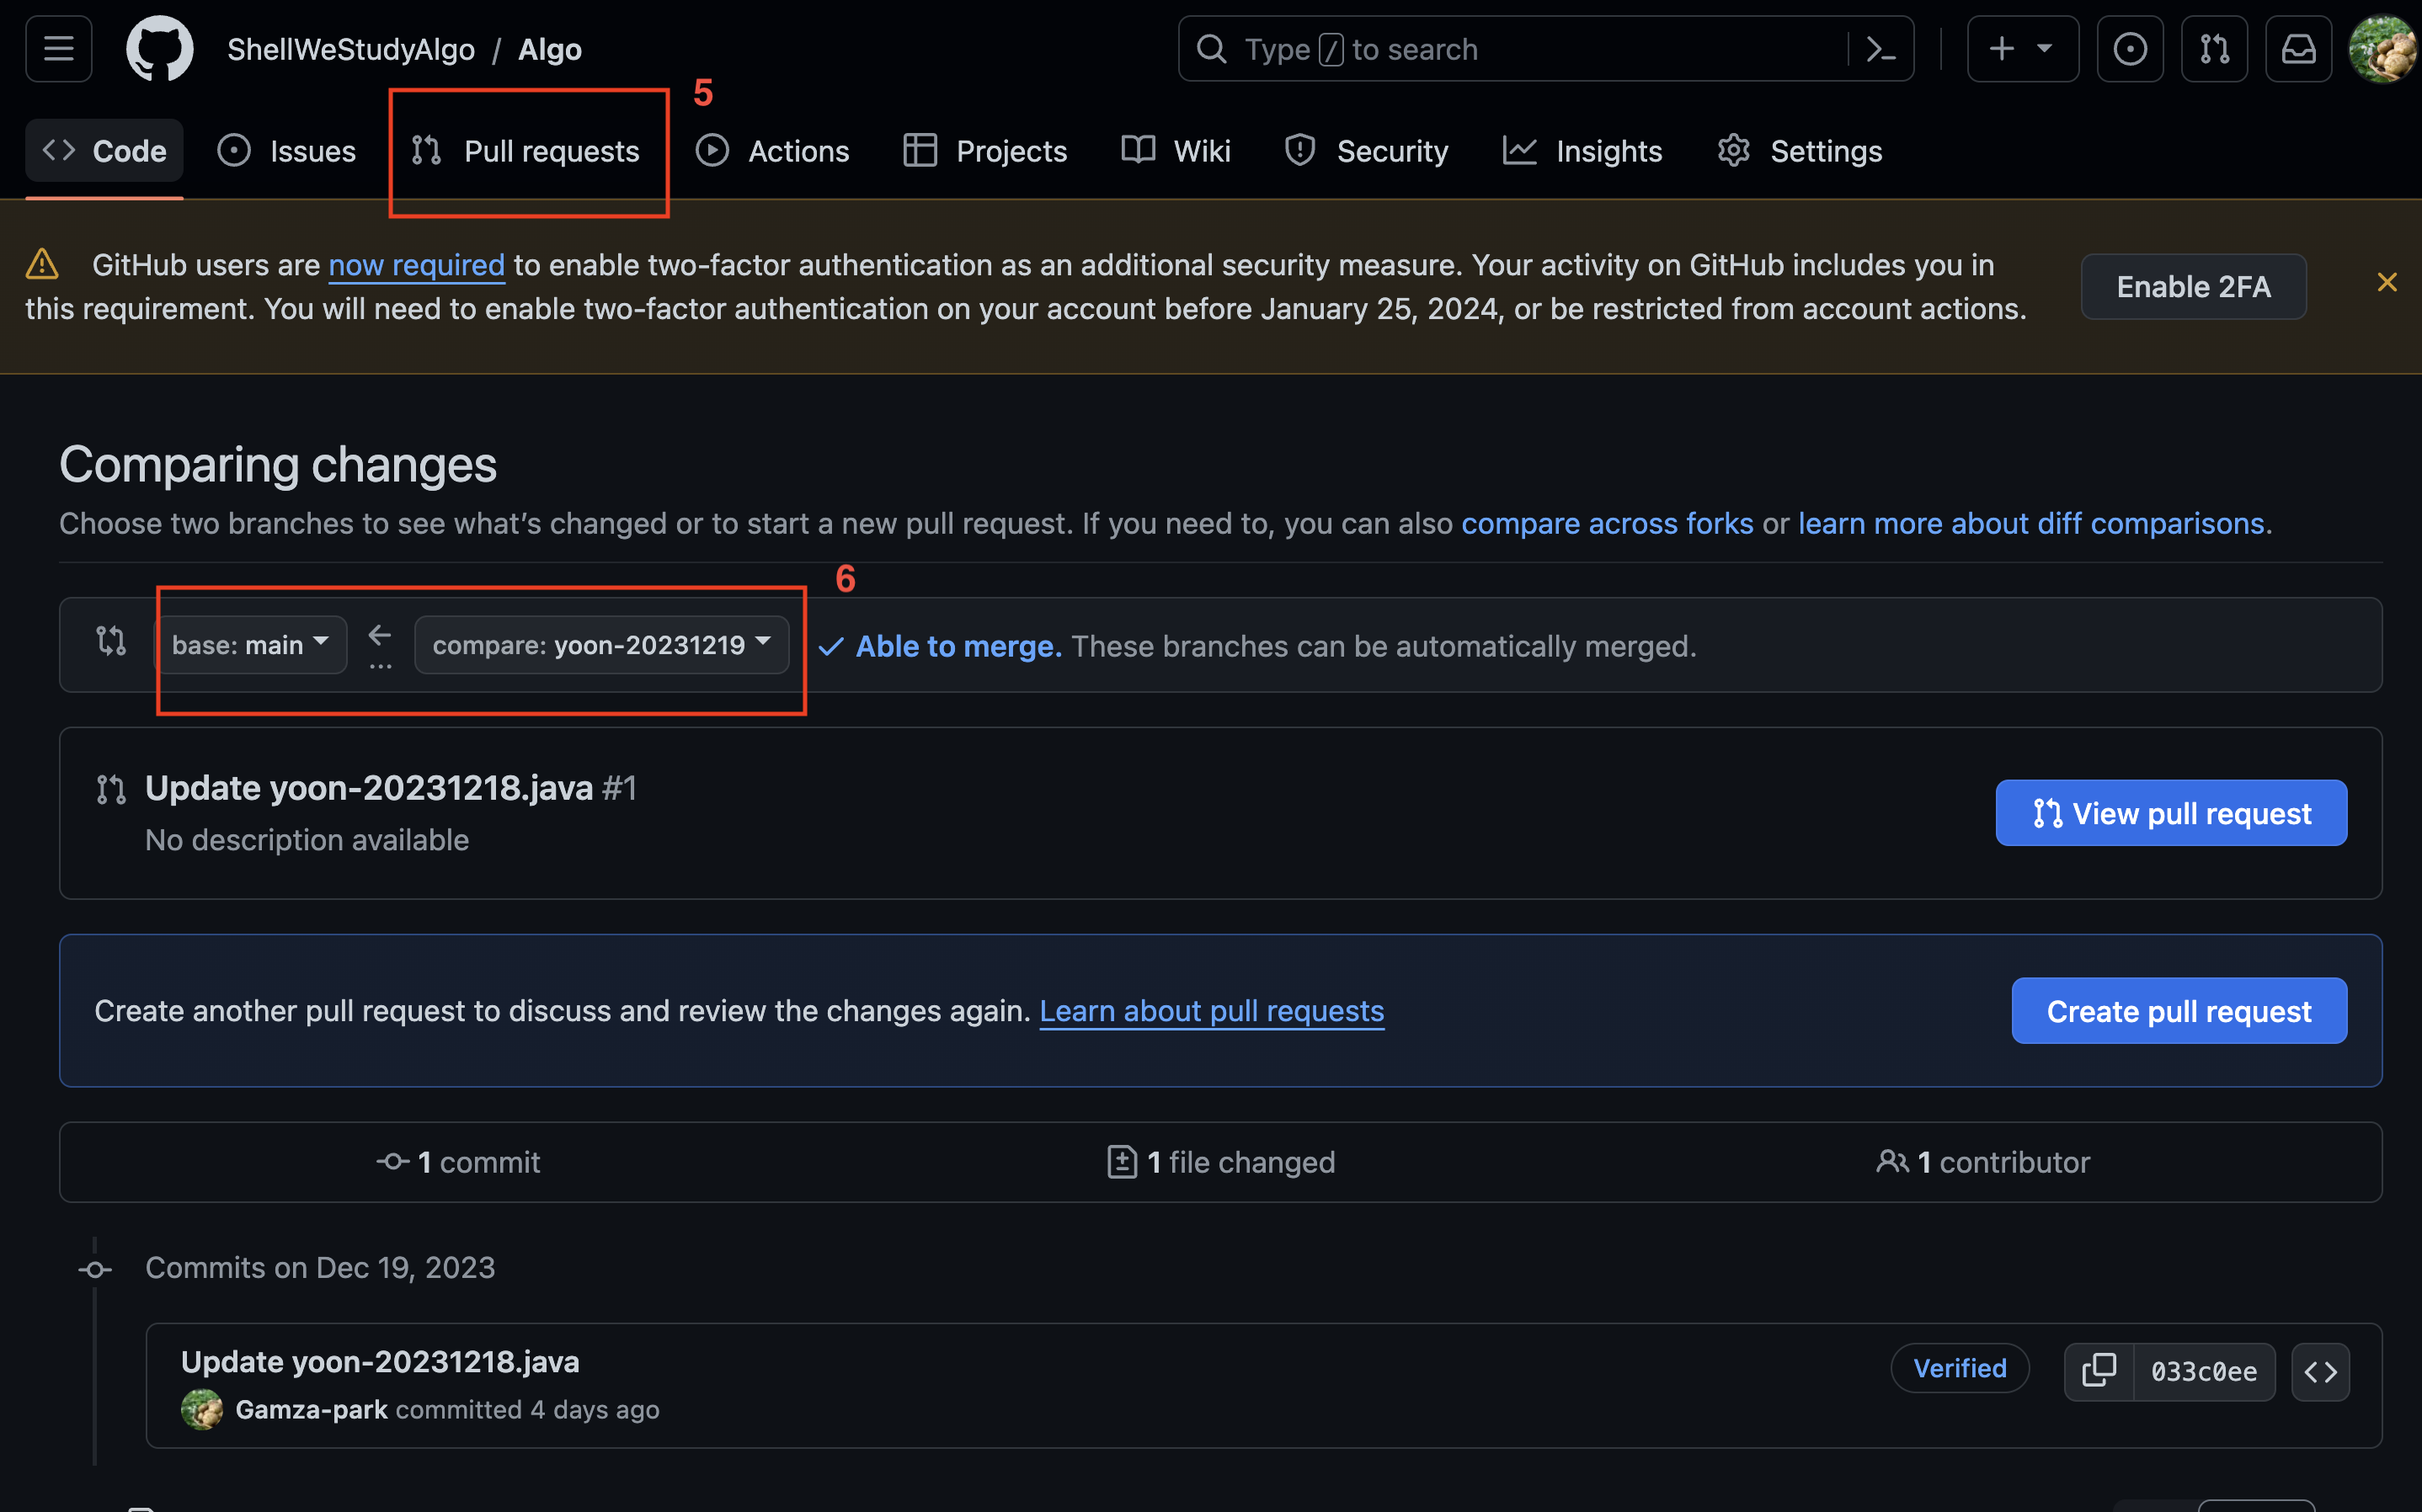 ShellWeStudyAlgo / Algo
Type / to search
5
Code Issues Pull requests Actions Projects Wiki Security Insights Settings
GitHub users are now required to enable two-factor authentication as an additional security measure. Your activity on GitHub includes you in
this requirement. You will need to enable two-factor authentication on your account before January 25, 2024, or be restricted from account actions.
Enable 2FA
Comparing changes
Choose two branches to see what’s changed or to start a new pull request. If you need to, you can also compare across forks or learn more about diff comparisons.
6
base: main ← ... compare: yoon-20231219 Able to merge. These branches can be automatically merged.
Update yoon-20231218.java #1
No description available
View pull request
Create another pull request to discuss and review the changes again. Learn about pull requests
Create pull request
1 commit
1 file changed
1 contributor
Commits on Dec 19, 2023
Update yoon-20231218.java
Gamza-park committed 4 days ago
Verified
033c0ee